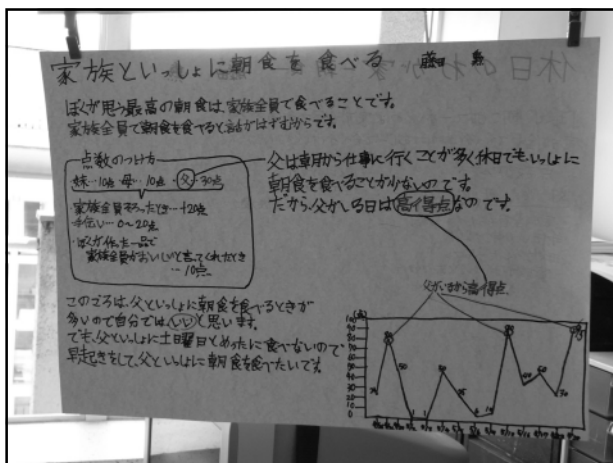 家族といっしょに朝食を食べる 藤田
ぼくが思う最高の朝食は、家族全員で食べることです。
家族全員で朝食を食べると話がはずむからです。
点数のつけ方
妹…10点 母…10点 父…30点
・家族全員そろったとき…+20点
・手伝い…0〜20点
・ぼくが作った一品で
家族全員がおいしいと言ってくれたとき
…10点
父は朝から仕事に行くことが多く休日でも、いっしょに
朝食を食べることが少ないのです。
だから、父がいる日は高得点なのです。
父がいるから高得点
このごろは、父といっしょに朝食を食べるときが
多いので自分ではいいと思います。
でも、父といっしょに土曜日とめったに食べないので
早起きをして、父といっしょに朝食を食べたいです。
100
90
80
70
60
50
40
30
20
10
0